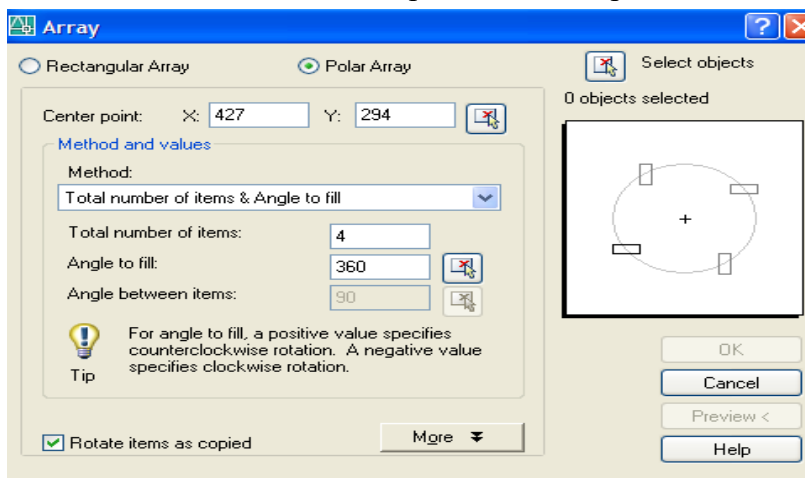 Array
Rectangular Array Polar Array Select objects
0 objects selected
Center point: X: 427 Y: 294
Method and values
Method:
Total number of items & Angle to fill
Total number of items: 4
Angle to fill: 360
Angle between items: 90
For angle to fill, a positive value specifies
counterclockwise rotation. A negative value
specifies clockwise rotation.
Tip
Rotate items as copied More
OK
Cancel
Preview <
Help